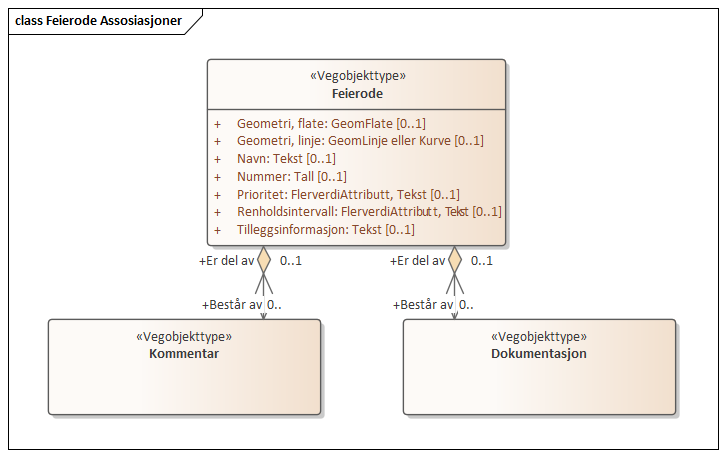 class Feierode Assosiasjoner
«Vegobjekttype»
Feierode
+ Geometri, flate: GeomFlate [0..1]
+ Geometri, linje: GeomLinje eller Kurve [0..1]
+ Navn: Tekst [0..1]
+ Nummer: Tall [0..1]
+ Prioritet: FlerverdiAttributt, Tekst [0..1]
+ Renholdsintervall: FlerverdiAttributt, Tekst [0..1]
+ Tilleggsinformasjon: Tekst [0..1]
+Er del av 0..1
+Er del av 0..1
+Består av 0..
+Består av 0..
«Vegobjekttype»
Kommentar
«Vegobjekttype»
Dokumentasjon